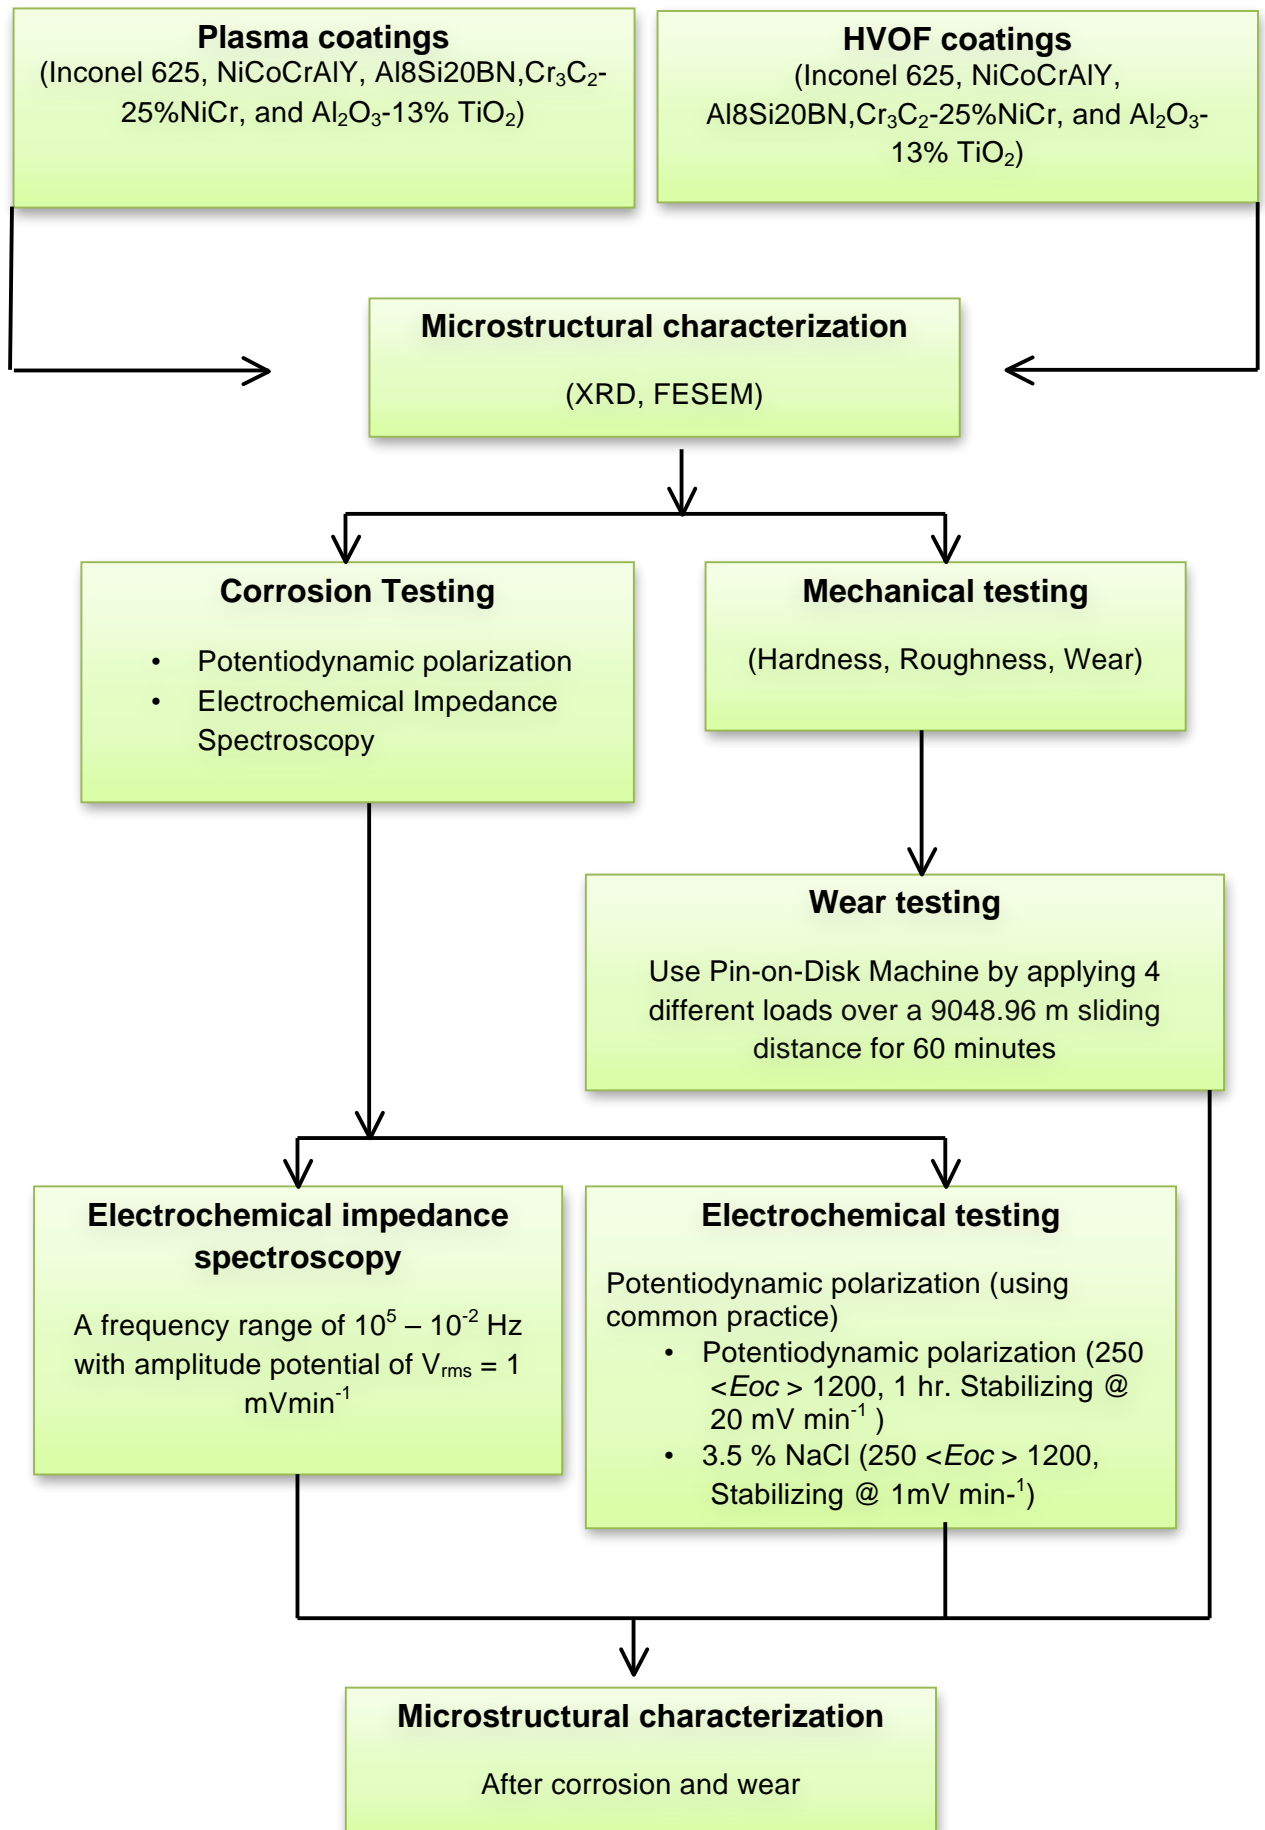 Plasma coatings
(Inconel 625, NiCoCrAlY, Al8Si20BN,Cr₃C₂-
25%NiCr, and Al₂O₃-13% TiO₂)
HVOF coatings
(Inconel 625, NiCoCrAlY,
Al8Si20BN,Cr₃C₂-25%NiCr, and Al₂O₃-
13% TiO₂)
Microstructural characterization
(XRD, FESEM)
Corrosion Testing
• Potentiodynamic polarization
• Electrochemical Impedance
Spectroscopy
Mechanical testing
(Hardness, Roughness, Wear)
Wear testing
Use Pin-on-Disk Machine by applying 4
different loads over a 9048.96 m sliding
distance for 60 minutes
Electrochemical impedance
spectroscopy
A frequency range of 10⁵ – 10⁻² Hz
with amplitude potential of Vᵣₘₛ = 1
mVmin⁻¹
Electrochemical testing
Potentiodynamic polarization (using
common practice)
• Potentiodynamic polarization (250
<Eoc > 1200, 1 hr. Stabilizing @
20 mV min⁻¹ )
• 3.5 % NaCl (250 <Eoc > 1200,
Stabilizing @ 1mV min-¹)
Microstructural characterization
After corrosion and wear